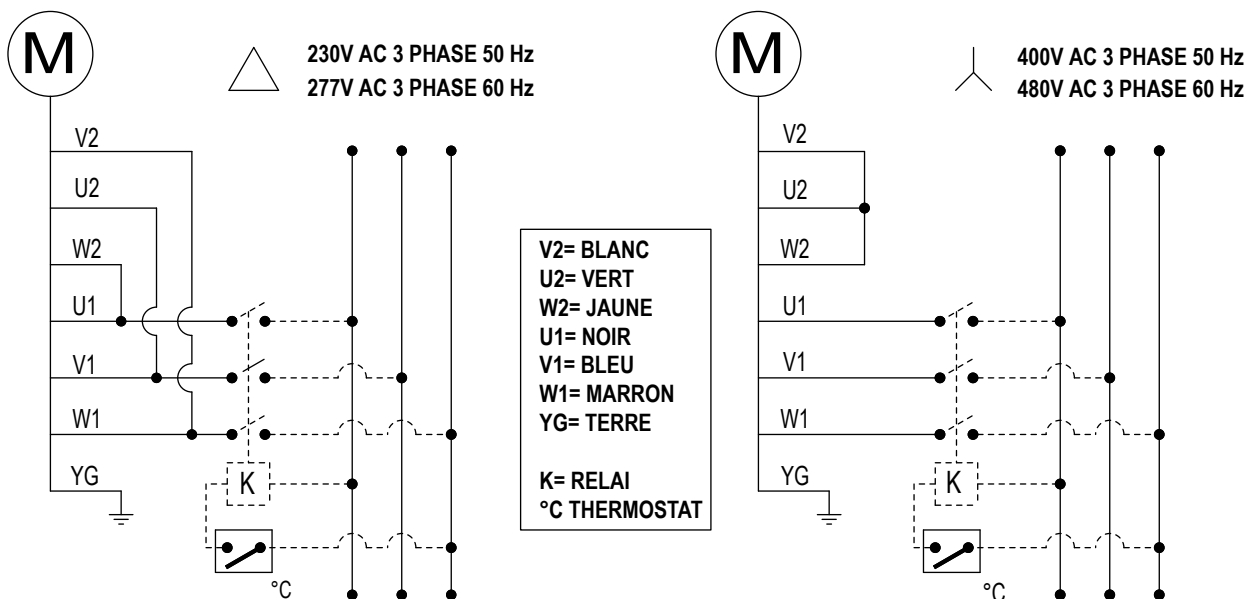 M
230V AC 3 PHASE 50 Hz
277V AC 3 PHASE 60 Hz
V2
U2
W2
U1
V1
W1
YG
K
°C
V2= BLANC
U2= VERT
W2= JAUNE
U1= NOIR
V1= BLEU
W1= MARRON
YG= TERRE
K= RELAI
°C THERMOSTAT
M
400V AC 3 PHASE 50 Hz
480V AC 3 PHASE 60 Hz
V2
U2
W2
U1
V1
W1
YG
K
°C